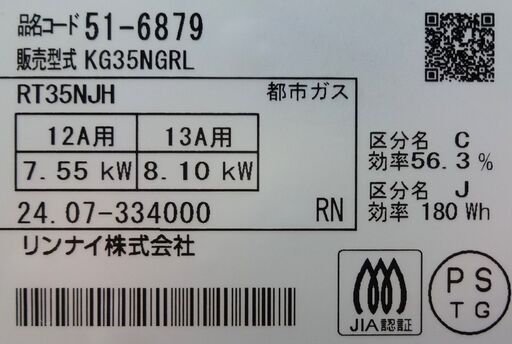 品名コード 51-6879
販売型式 KG35NGRL
RT35NJH 都市ガス
12A用 13A用
7.55 kW 8.10 kW
24.07-334000 RN
リンナイ株式会社
区分名 C
効率56.3 %
区分名 J
効率 180 Wh
JIA認証
PS
TG